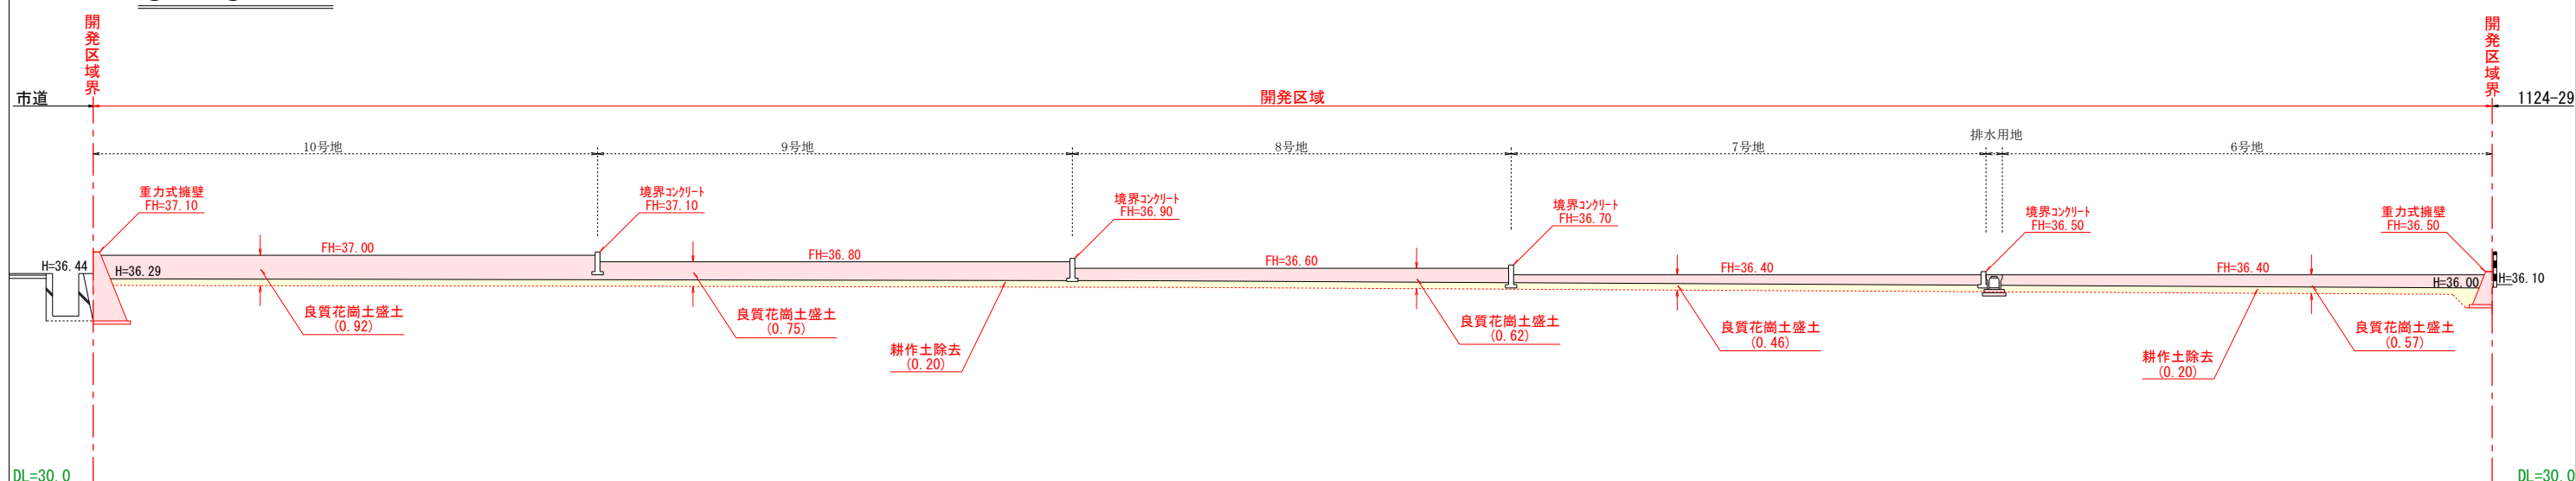 開発区域界
開発区域界
市道
開発区域
1124-29
10号地
9号地
8号地
7号地
排水用地
6号地
重力式擁壁
FH=37.10
境界コンクリート
FH=37.10
境界コンクリート
FH=36.90
境界コンクリート
FH=36.70
境界コンクリート
FH=36.50
重力式擁壁
FH=36.50
H=36.44
H=36.29
FH=37.00
FH=36.80
FH=36.60
FH=36.40
FH=36.40
H=36.00
H=36.10
良質花崗土盛土
(0.92)
良質花崗土盛土
(0.75)
耕作土除去
(0.20)
良質花崗土盛土
(0.62)
良質花崗土盛土
(0.46)
耕作土除去
(0.20)
良質花崗土盛土
(0.57)
DL=30.0
DL=30.0